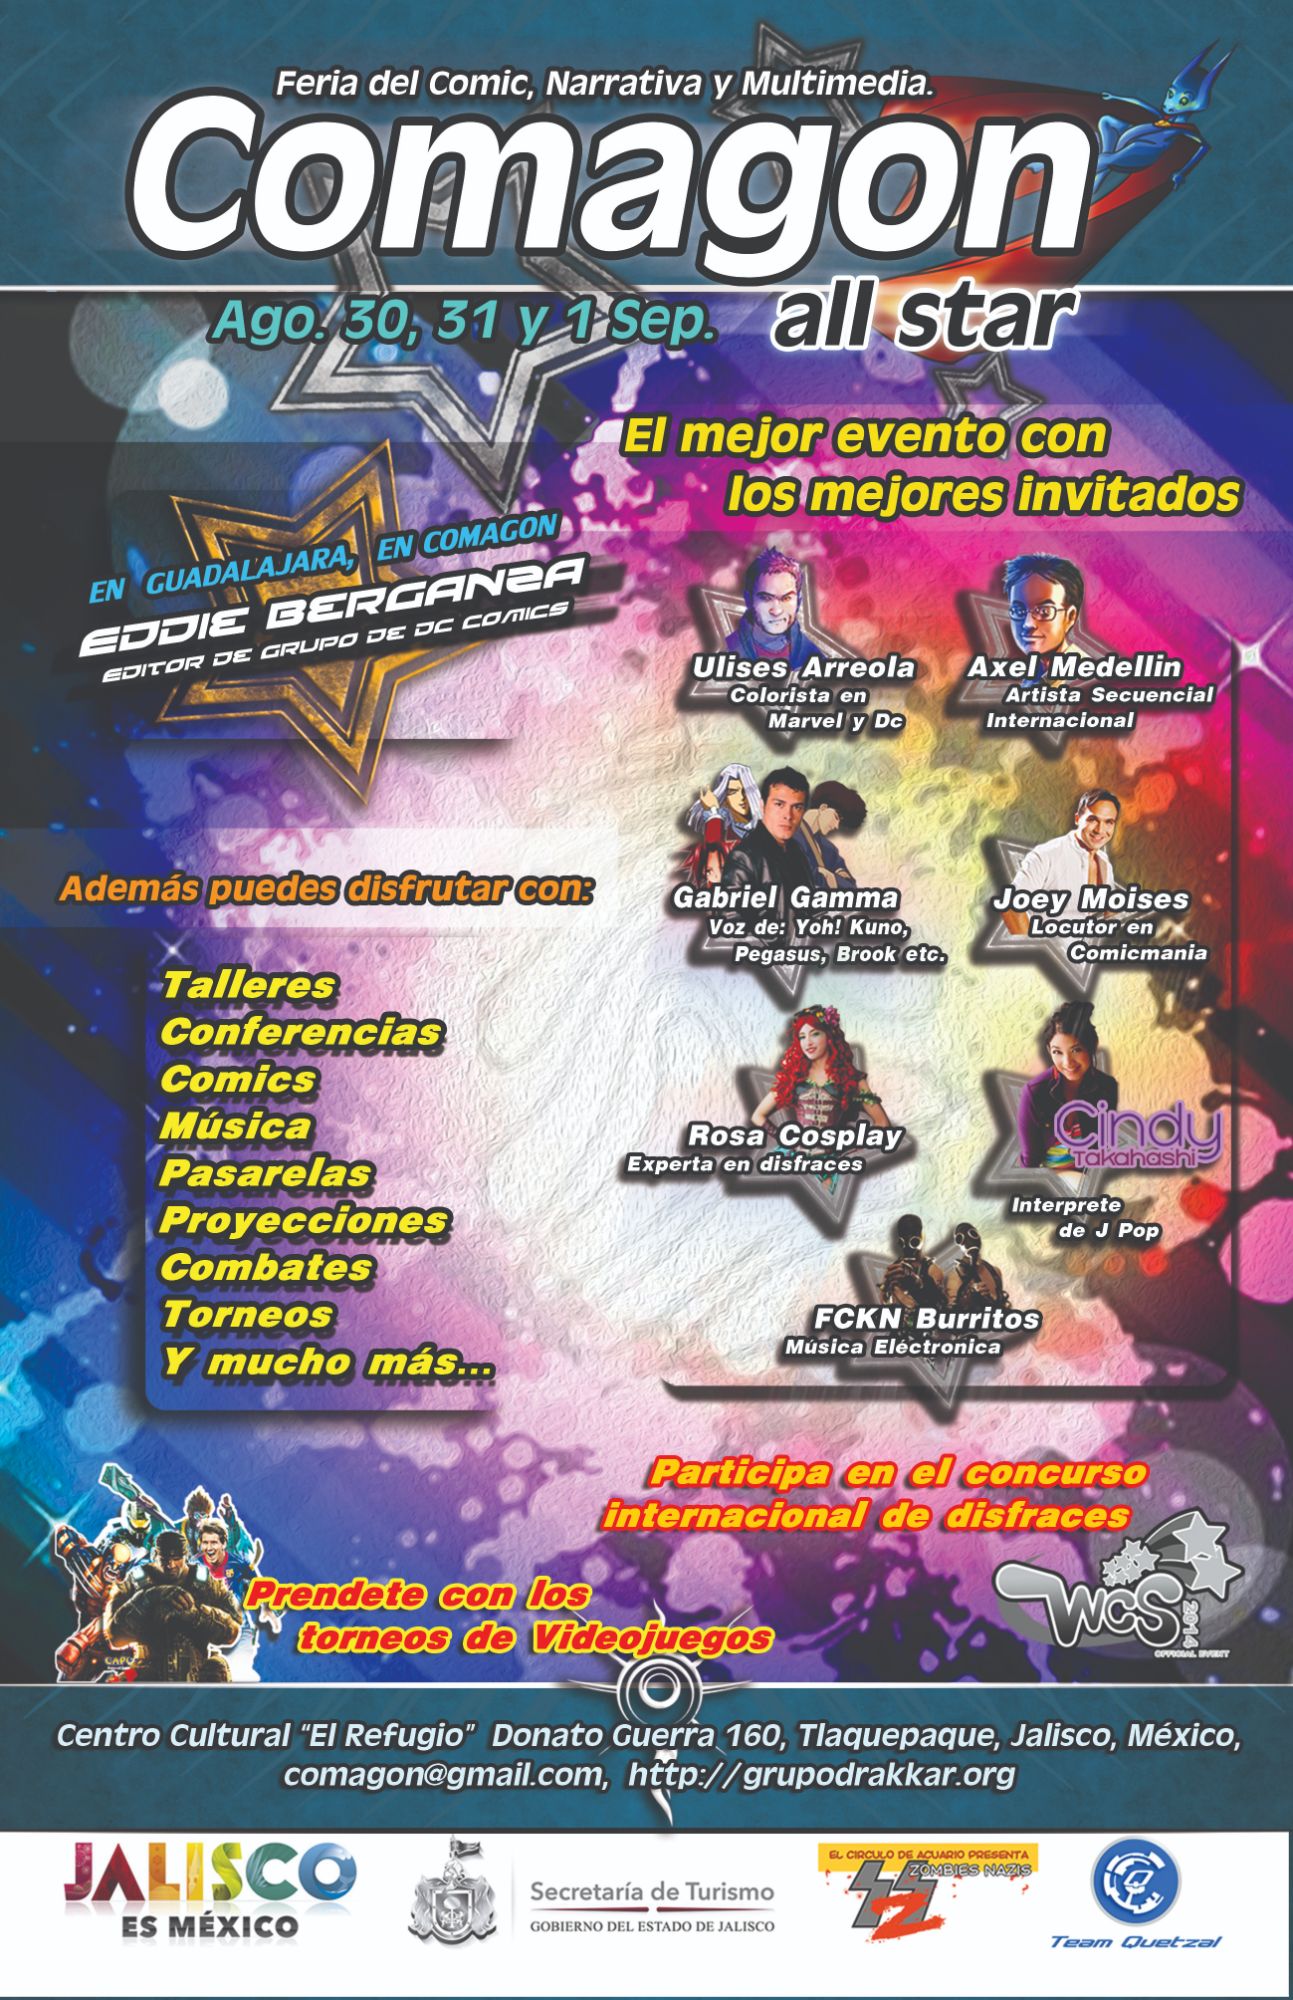 Feria del Comic, Narrativa y Multimedia.
Comagon
all star
Ago. 30, 31 y 1 Sep.
El mejor evento con
los mejores invitados
EN GUADALAJARA, EN COMAGON
EDDIE BERGANZA
EDITOR DE GRUPO DE DC COMICS
Ulises Arreola
Colorista en
Marvel y Dc
Axel Medellin
Artista Secuencial
Internacional
Gabriel Gamma
Voz de: Yoh! Kuno,
Pegasus, Brook etc.
Joey Moises
Locutor en
Comicmania
Rosa Cosplay
Experta en disfraces
Cindy
Takahashi
Interprete
de J Pop
FCKN Burritos
Música Electronica
Además puedes disfrutar con:
Talleres
Conferencias
Comics
Música
Pasarelas
Proyecciones
Combates
Torneos
Y mucho más...
Participa en el concurso
internacional de disfraces
WCS
2014
OFFICIAL EVENT
CAPC
Prendete con los
torneos de Videojuegos
Centro Cultural "El Refugio" Donato Guerra 160, Tlaquepaque, Jalisco, México,
comagon@gmail.com, http://grupodrakkar.org
JALISCO
ES MÉXICO
Secretaría de Turismo
GOBIERNO DEL ESTADO DE JALISCO
EL CIRCULO DE ACUARIO PRESENTA
ZOMBIES NAZIS
Team Quetzal